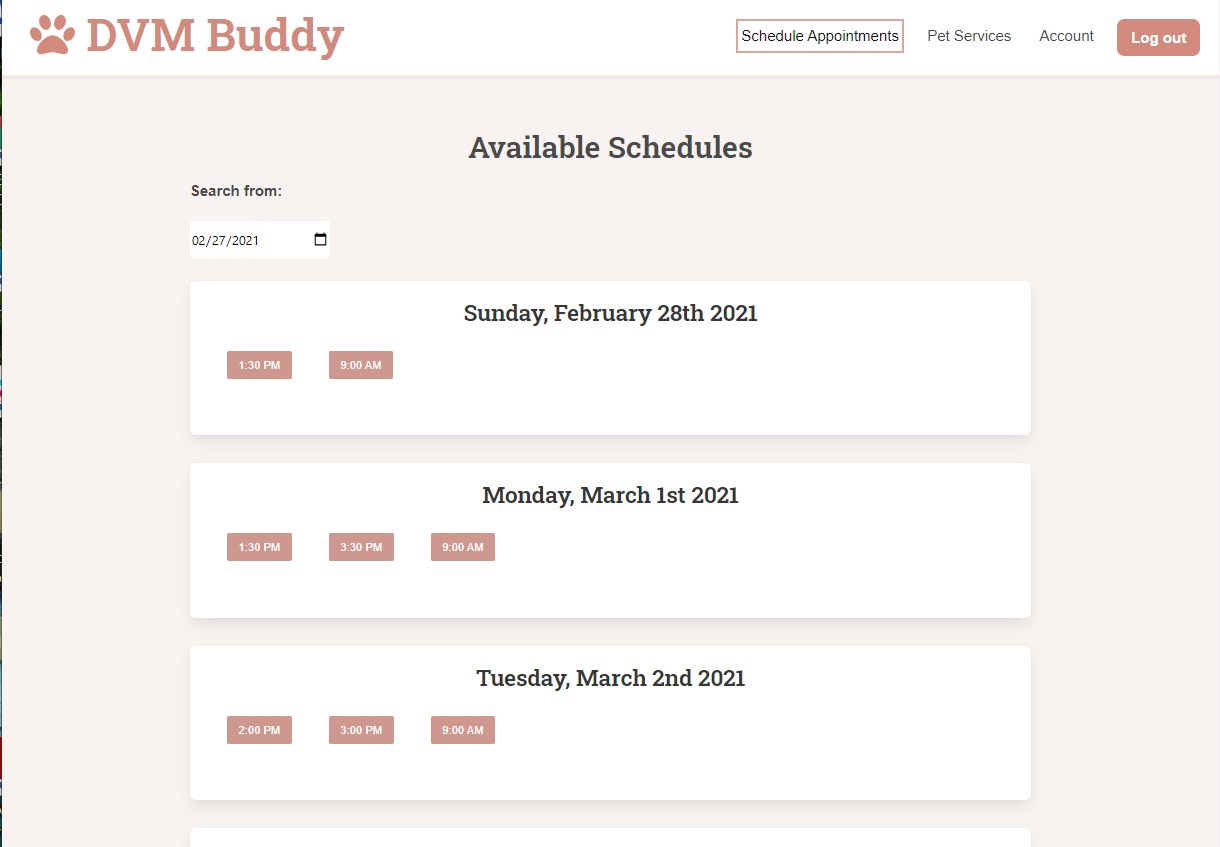 DVM Buddy
Schedule Appointments Pet Services Account Log out
Available Schedules
Search from:
02/27/2021
Sunday, February 28th 2021
1:30 PM 9:00 AM
Monday, March 1st 2021
1:30 PM 3:30 PM 9:00 AM
Tuesday, March 2nd 2021
2:00 PM 3:00 PM 9:00 AM